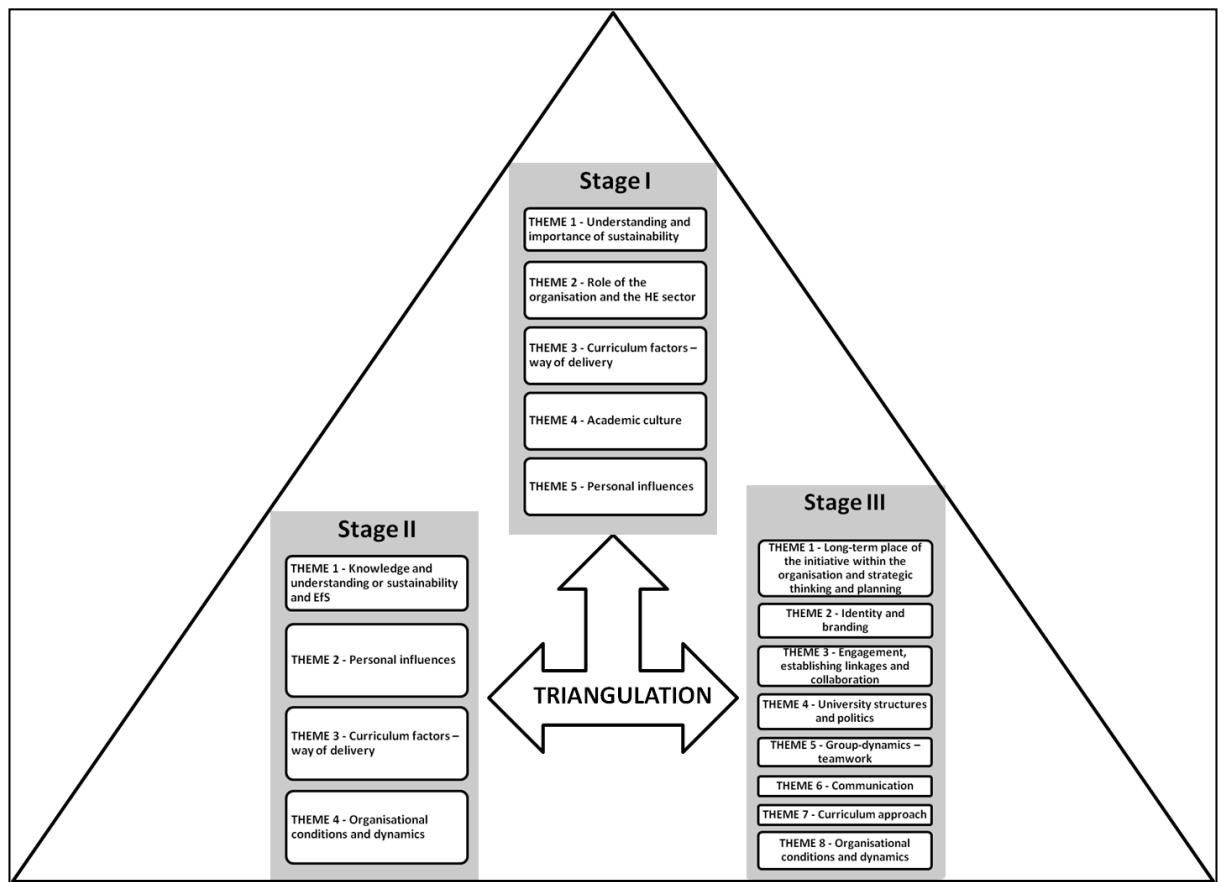 Stage I
THEME 1 - Understanding and
importance of sustainability
THEME 2 - Role of the
organisation and the HE sector
THEME 3 - Curriculum factors –
way of delivery
THEME 4 - Academic culture
THEME 5 - Personal influences
Stage II
THEME 1 - Knowledge and
understanding or sustainability
and EfS
THEME 2 - Personal influences
THEME 3 - Curriculum factors –
way of delivery
THEME 4 - Organisational
conditions and dynamics
TRIANGULATION
Stage III
THEME 1 - Long-term place of
the initiative within the
organisation and strategic
thinking and planning
THEME 2 - Identity and
branding
THEME 3 - Engagement,
establishing linkages and
collaboration
THEME 4 - University structures
and politics
THEME 5 - Group-dynamics –
teamwork
THEME 6 - Communication
THEME 7 - Curriculum approach
THEME 8 - Organisational
conditions and dynamics